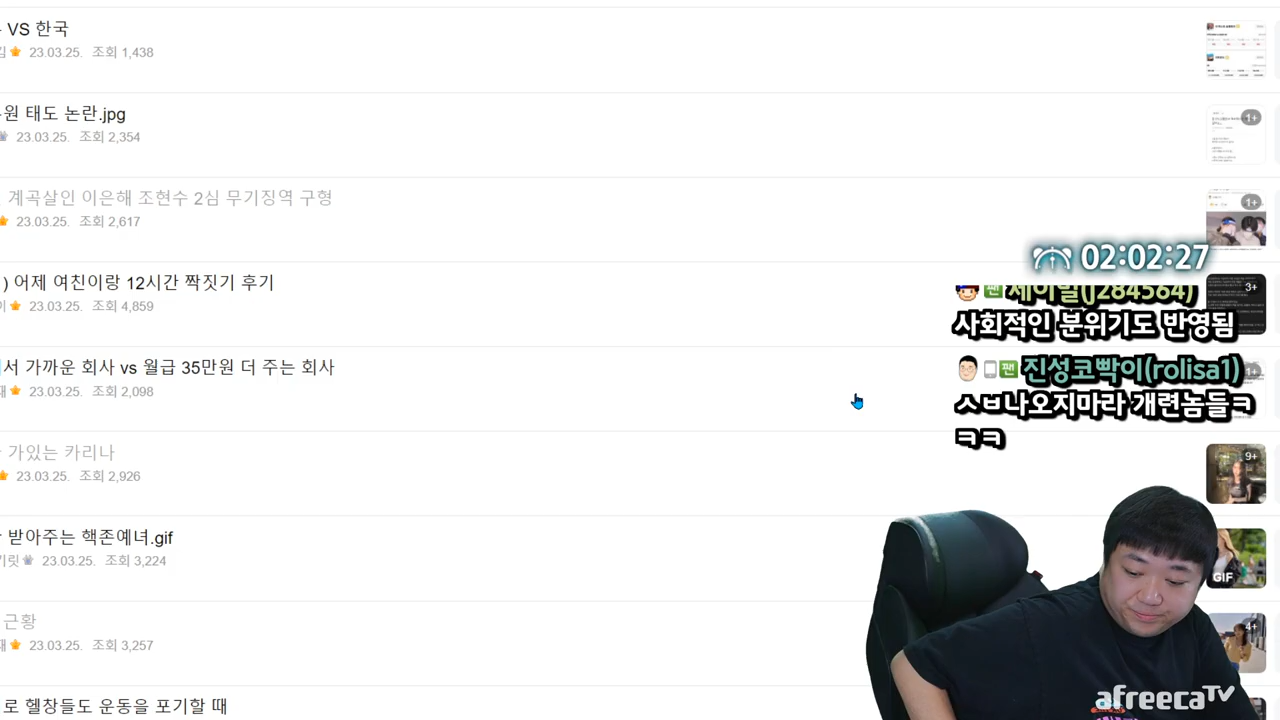 VS 한국
23.03.25. 조회 1,438
원 태도 논란.jpg
23.03.25. 조회 2,354
1+
계곡살인 이은해 조현수 2심 무기징역 구형
23.03.25. 조회 2,617
1+
02:02:27
) 어제 여친이랑 12시간 짝짓기 후기
23.03.25. 조회 4,859
3+
(j284564)
사회적인 분위기도 반영됨
서 가까운 회사 vs 월급 35만원 더 주는 회사
23.03.25. 조회 2,098
1+
짼 진성코빡이(rolisa1)
ㅅㅂ나오지마라 개련놈들ㅋ
ㅋㅋ
가있는 카리나
23.03.25. 조회 2,926
9+
받아주는 핵존예녀.gif
23.03.25. 조회 3,224
GIF
근황
23.03.25. 조회 3,257
4+
로 헬창들도 운동을 포기할 때
afreecaTV